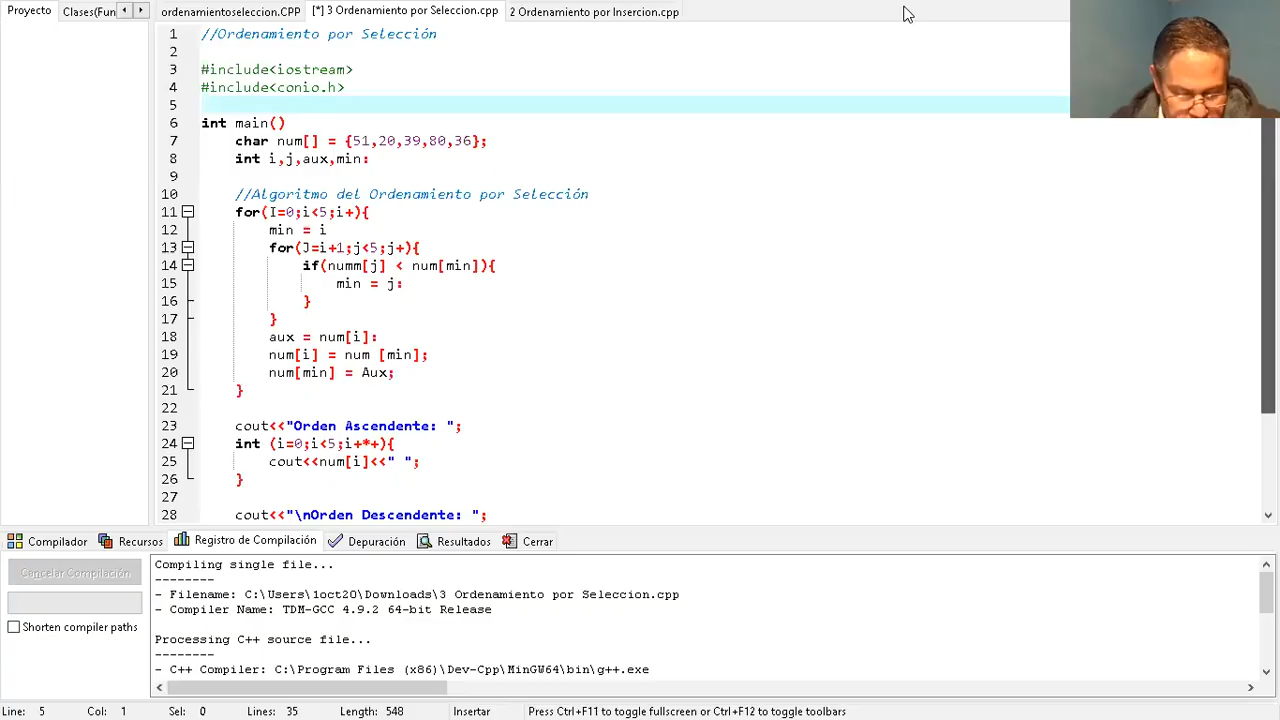 Proyecto Clases(Fun ordenamientoseleccion.CPP [*] 3 Ordenamiento por Seleccion.cpp 2 Ordenamiento por Insercion.cpp
1 //Ordenamiento por Selección
2
3 #include<iostream>
4 #include<conio.h>
5
6 int main()
7 char num[] = {51,20,39,80,36};
8 int i,j,aux,min:
9
10 //Algoritmo del Ordenamiento por Selección
11 for(I=0;i<5;i+){
12 min = i
13 for(J=i+1;j<5;j+){
14 if(numm[j] < num[min]){
15 min = j:
16 }
17 }
18 aux = num[i]:
19 num[i] = num [min];
20 num[min] = Aux;
21 }
22
23 cout<<"Orden Ascendente: ";
24 int (i=0;i<5;i+*+){
25 cout<<num[i]<<" ";
26 }
27
28 cout<<"\nOrden Descendente: ";
Compilador Recursos Registro de Compilación Depuración Resultados Cerrar
Cancelar Compilación
Shorten compiler paths
Compiling single file...
--------
- Filename: C:\Users\1oct20\Downloads\3 Ordenamiento por Seleccion.cpp
- Compiler Name: TDM-GCC 4.9.2 64-bit Release
Processing C++ source file...
--------
- C++ Compiler: C:\Program Files (x86)\Dev-Cpp\MinGW64\bin\g++.exe
Line: 5 Col: 1 Sel: 0 Lines: 35 Length: 548 Insertar Press Ctrl+F11 to toggle fullscreen or Ctrl+F12 to toggle toolbars